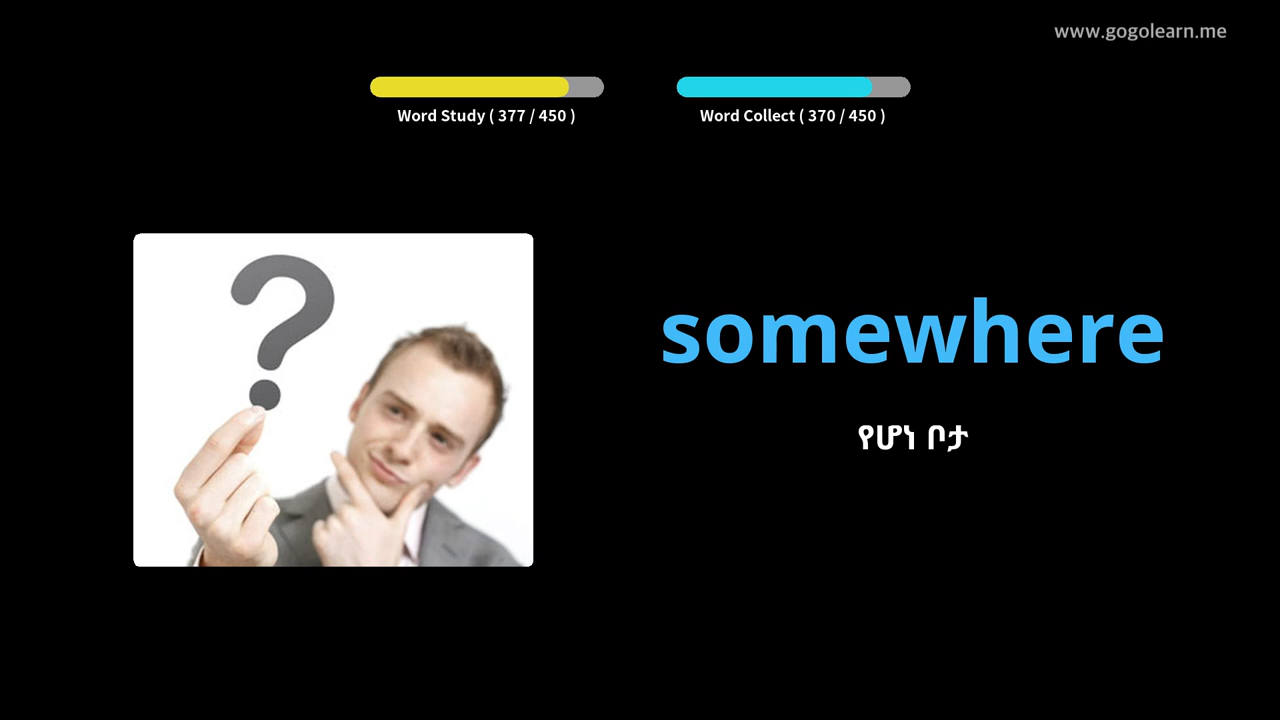 www.gogolearn.me
Word Study ( 377 / 450 )
Word Collect ( 370 / 450 )
?
somewhere
የሆነ ቦታ